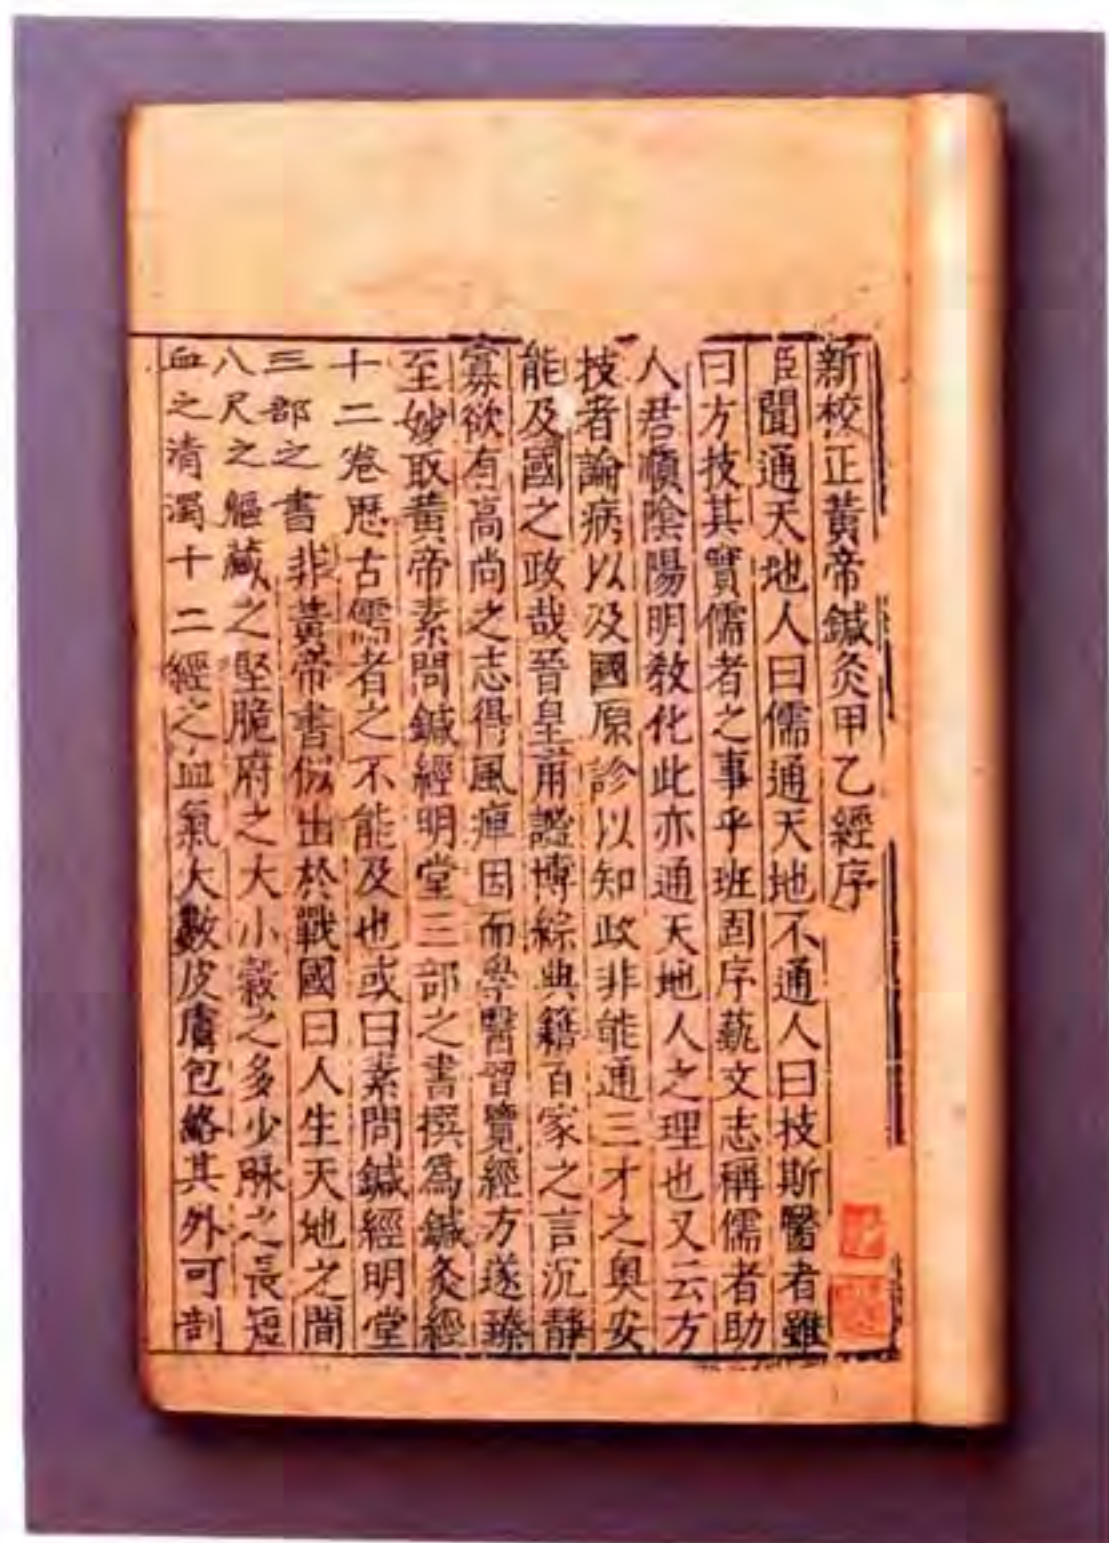 新校正黃帝鍼灸甲乙經序
臣聞通天地人曰儒通天地不通人曰技斯醫者雖
曰方技其實儒者之事乎班固序藝文志稱儒者助
人君順陰陽明教化此亦通天地人之理也又云方
技者論病以及國原診以知政非能通三才之奧安
能及國之政哉晉皇甫謐博綜典籍百家之言沉靜
寡欲有高尚之志得風痺因而學醫習覽經方遂臻
至妙取黃帝素問鍼經明堂三部之書撰為鍼灸經
十二卷歷古儒者之不能及也或曰素問鍼經明堂
三部之書非黃帝書似出於戰國曰人生天地之間
八尺之軀藏之堅脆府之大小穀之多少脉之長短
血之清濁十二經之血氣大數皮膚包絡其外可剖